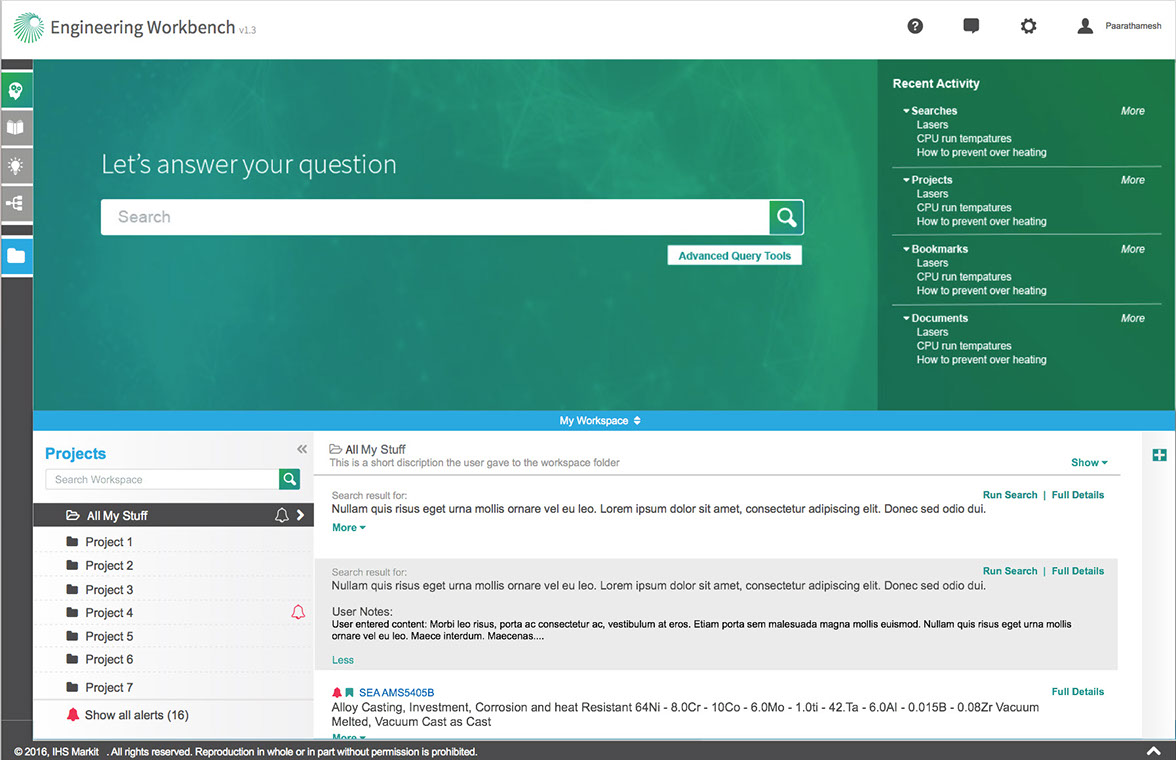 Engineering Workbench v1.3
Paarathamesh
Let's answer your question
Search
Advanced Query Tools
Recent Activity
Searches More
Lasers
CPU run tempatures
How to prevent over heating
Projects More
Lasers
CPU run tempatures
How to prevent over heating
Bookmarks More
Lasers
CPU run tempatures
How to prevent over heating
Documents More
Lasers
CPU run tempatures
How to prevent over heating
My Workspace
Projects
Search Workspace
All My Stuff
Project 1
Project 2
Project 3
Project 4
Project 5
Project 6
Project 7
Show all alerts (16)
All My Stuff
This is a short discription the user gave to the workspace folder
Show
Search result for:
Run Search | Full Details
Nullam quis risus eget urna mollis ornare vel eu leo. Lorem ipsum dolor sit amet, consectetur adipiscing elit. Donec sed odio dui.
More
Search result for:
Run Search | Full Details
Nullam quis risus eget urna mollis ornare vel eu leo. Lorem ipsum dolor sit amet, consectetur adipiscing elit. Donec sed odio dui.
User Notes:
User entered content: Morbi leo risus, porta ac consectetur ac, vestibulum at eros. Etiam porta sem malesuada magna mollis euismod. Nullam quis risus eget urna mollis
ornare vel eu leo. Maece interdum. Maecenas....
Less
SEA AMS5405B
Full Details
Alloy Casting, Investment, Corrosion and heat Resistant 64Ni - 8.0Cr - 10Co - 6.0Mo - 1.0ti - 42.Ta - 6.0Al - 0.015B - 0.08Zr Vacuum
Melted, Vacuum Cast as Cast
More
© 2016, IHS Markit . All rights reserved. Reproduction in whole or in part without permission is prohibited.